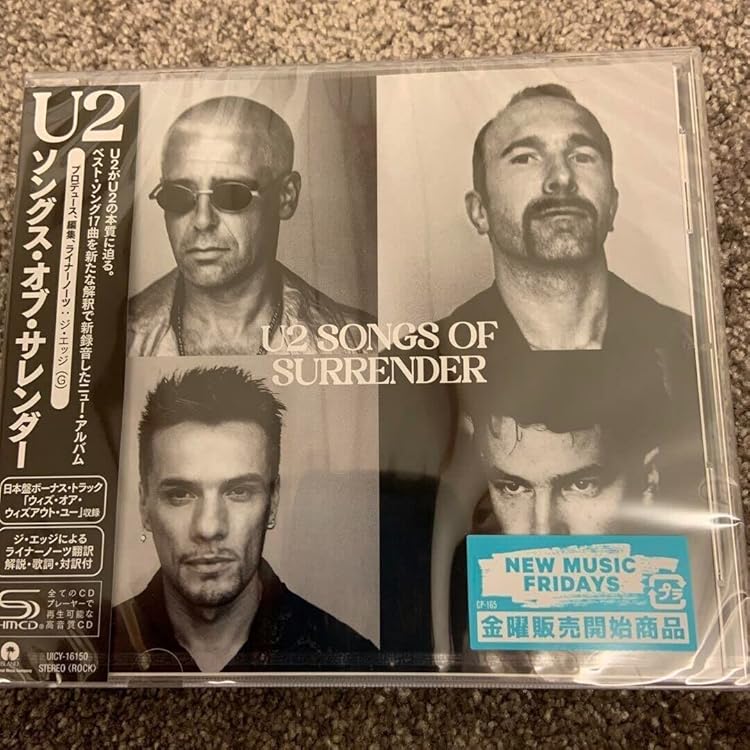 U2
ソングス・オブ・サレンダー
プロデュース、編集、ライナーノーツ:ジ・エッジ(G)
U2がU2の本質に迫る。
ベスト・ソング17曲を新たな解釈で新録音したニュー・アルバム
日本盤ボーナス・トラック
「ウィズ・オア・
ウィズアウト・ユー」収録
ジ・エッジによる
ライナーノーツ翻訳
解説・歌詞・対訳付
HMCD
全てのCD
プレーヤーで
再生可能な
高音質CD
ISLAND
UICY-16150
STEREO〈ROCK〉
U2 SONGS OF
SURRENDER
NEW MUSIC
FRIDAYS
CP-165
プラ
金曜販売開始商品